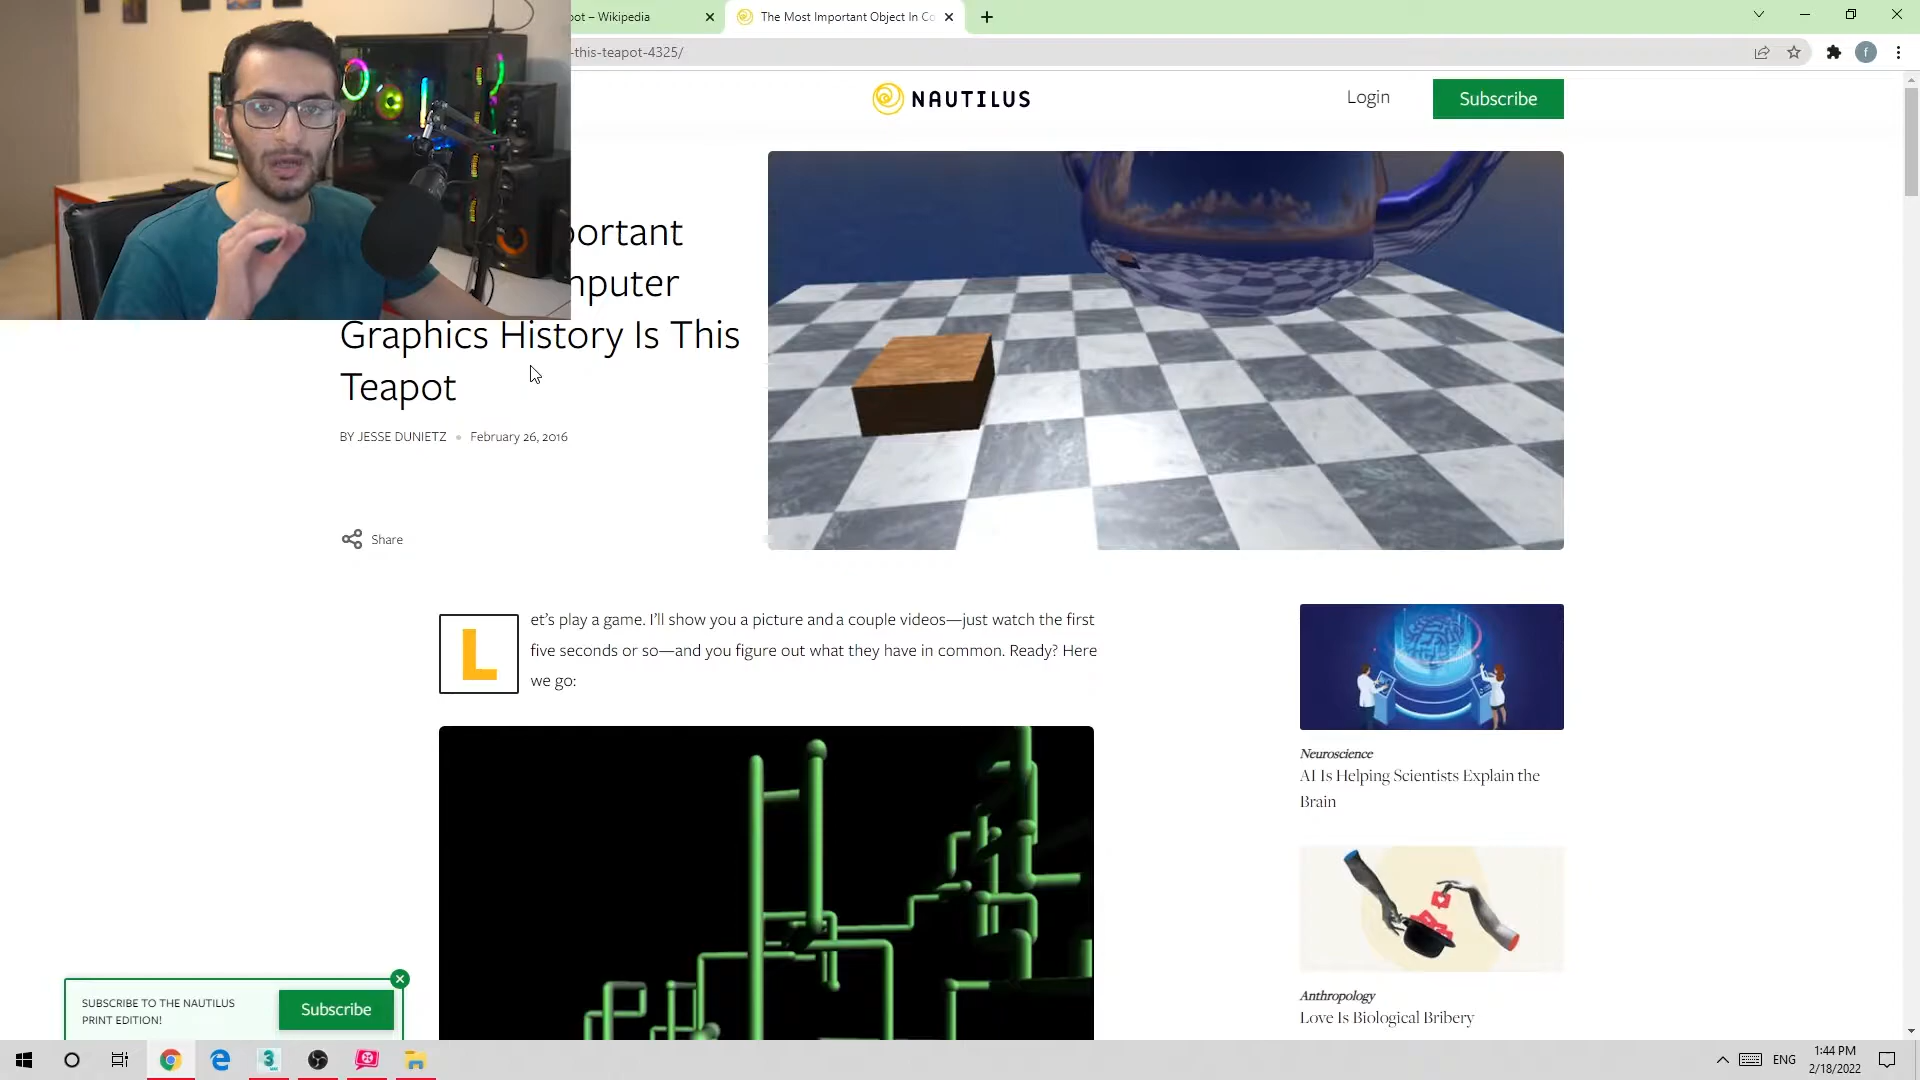 ot – Wikipedia
The Most Important Object In Co
-this-teapot-4325/
f
NAUTILUS
Login
Subscribe
portant
mputer
Graphics History Is This
Teapot
BY JESSE DUNIETZ • February 26, 2016
Share
Let's play a game. I'll show you a picture and a couple videos—just watch the first
five seconds or so—and you figure out what they have in common. Ready? Here
we go:
Neuroscience
AI Is Helping Scientists Explain the
Brain
Anthropology
Love Is Biological Bribery
SUBSCRIBE TO THE NAUTILUS
PRINT EDITION!
Subscribe
ENG
1:44 PM
2/18/2022